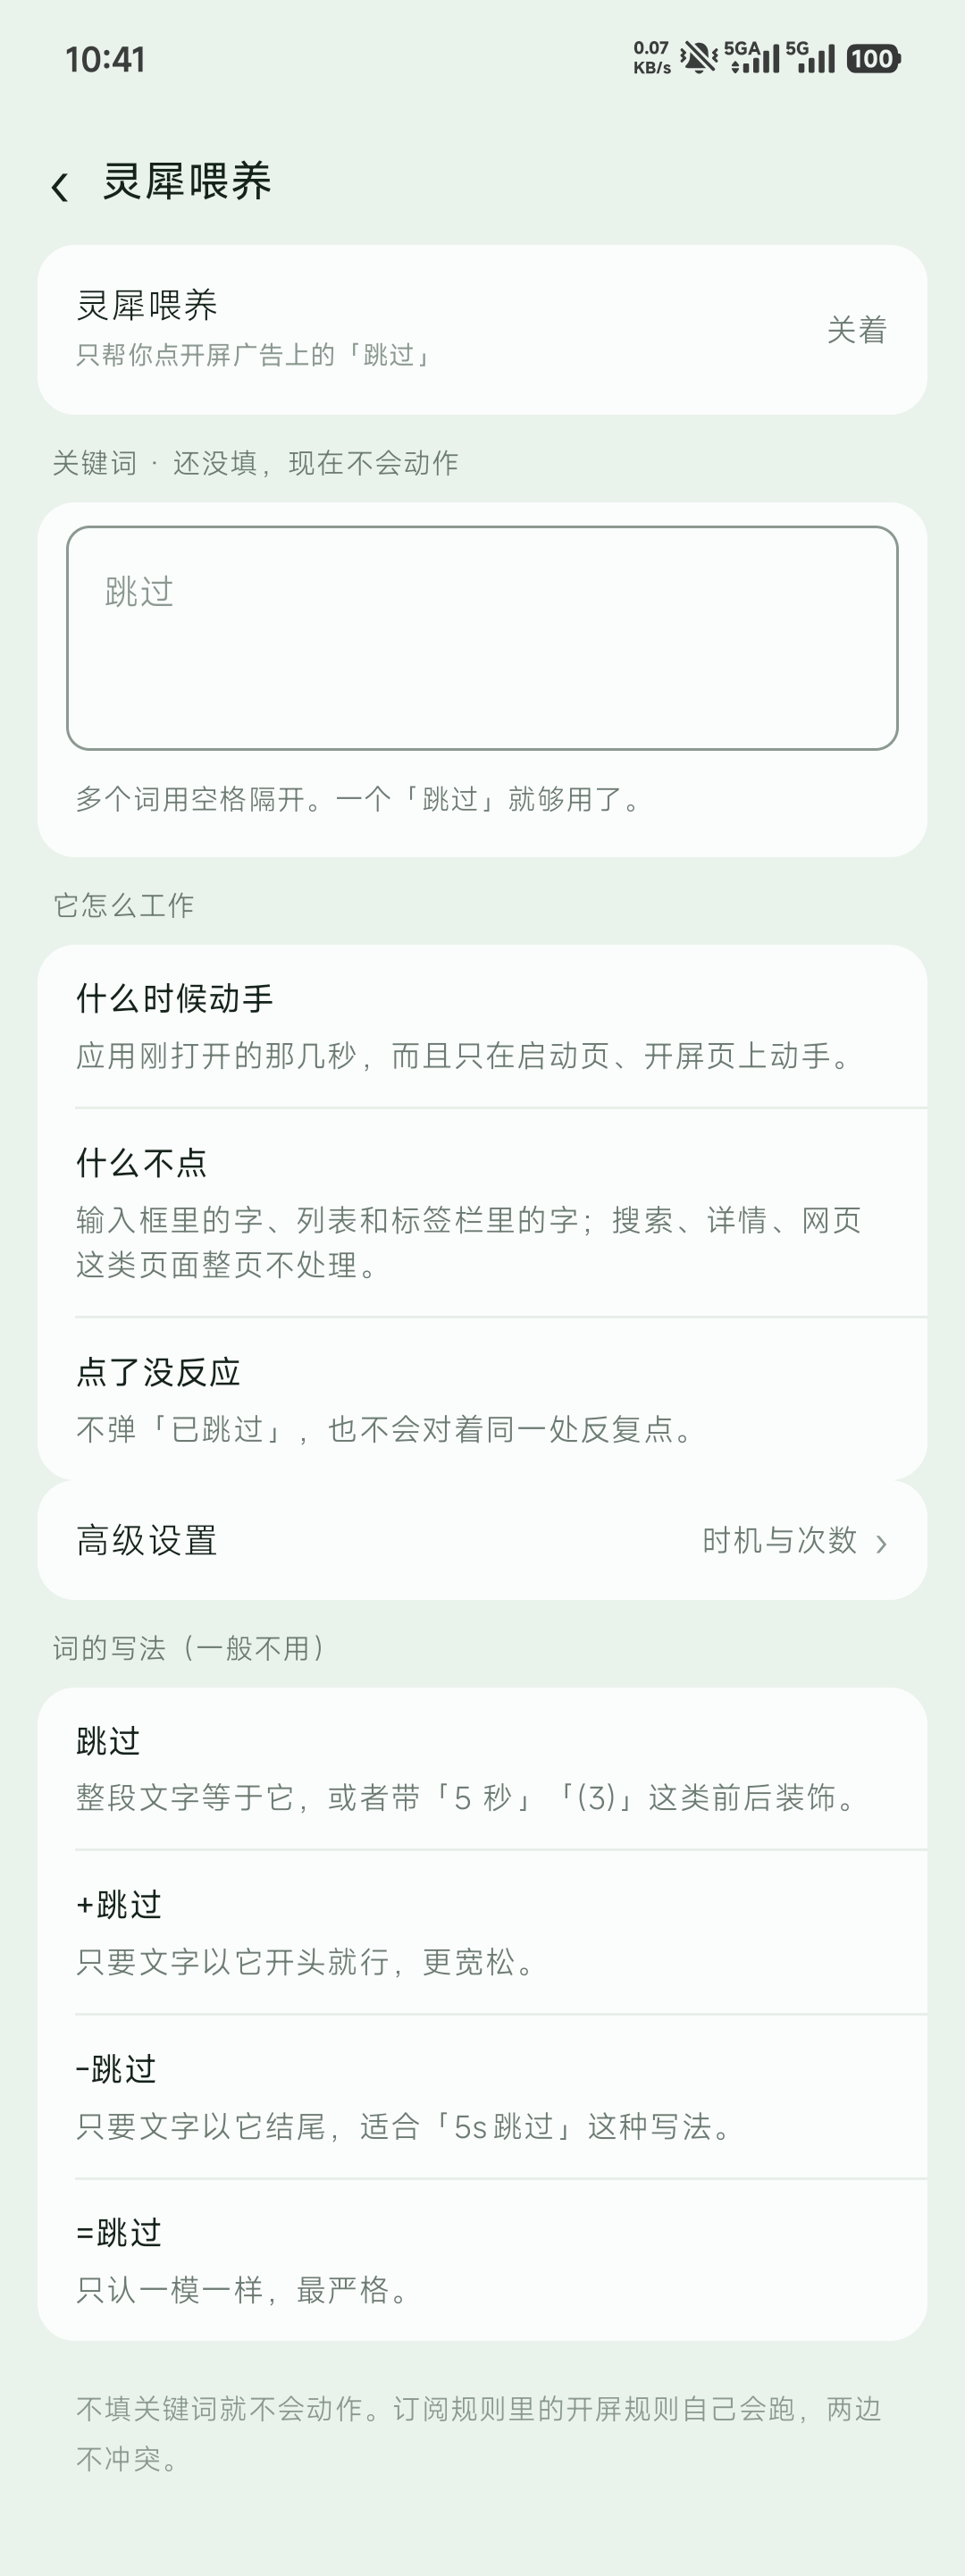 10:41
0.07 KB/s 5GA 5G 100
灵犀喂养
灵犀喂养
只帮你点开屏广告上的「跳过」
关着
关键词 · 还没填，现在不会动作
跳过
多个词用空格隔开。一个「跳过」就够用了。
它怎么工作
什么时候动手
应用刚打开的那几秒，而且只在启动页、开屏页上动手。
什么不点
输入框里的字、列表和标签栏里的字；搜索、详情、网页
这类页面整页不处理。
点了没反应
不弹「已跳过」，也不会对着同一处反复点。
高级设置
时机与次数 ›
词的写法（一般不用）
跳过
整段文字等于它，或者带「5 秒」「(3)」这类前后装饰。
+跳过
只要文字以它开头就行，更宽松。
-跳过
只要文字以它结尾，适合「5s跳过」这种写法。
=跳过
只认一模一样，最严格。
不填关键词就不会动作。订阅规则里的开屏规则自己会跑，两边
不冲突。